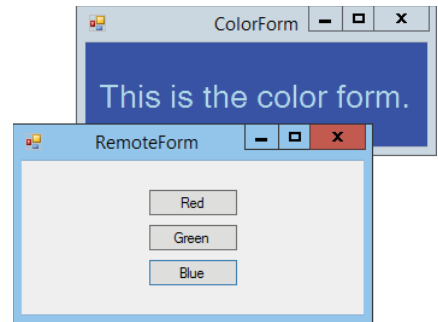 ColorForm
This is the color form.
RemoteForm
Red
Green
Blue